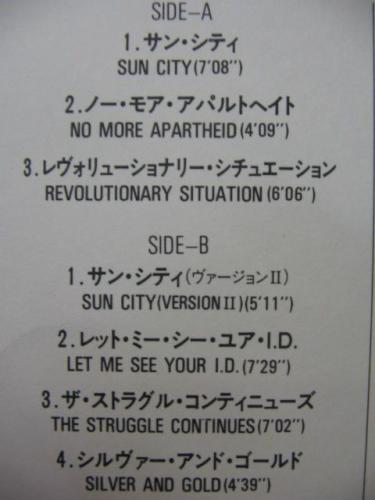 SIDE-A
1.サン・シティ
SUN CITY(7'08")
2.ノー・モア・アパルトヘイト
NO MORE APARTHEID(4'09")
3.レヴォリューショナリー・シチュエーション
REVOLUTIONARY SITUATION(6'06")
SIDE-B
1.サン・シティ(ヴァージョンII)
SUN CITY(VERSION II)(5'11")
2.レット・ミー・シー・ユア・I.D.
LET ME SEE YOUR I.D.(7'29")
3.ザ・ストラグル・コンティニューズ
THE STRUGGLE CONTINUES(7'02")
4.シルヴァー・アンド・ゴールド
SILVER AND GOLD(4'39")